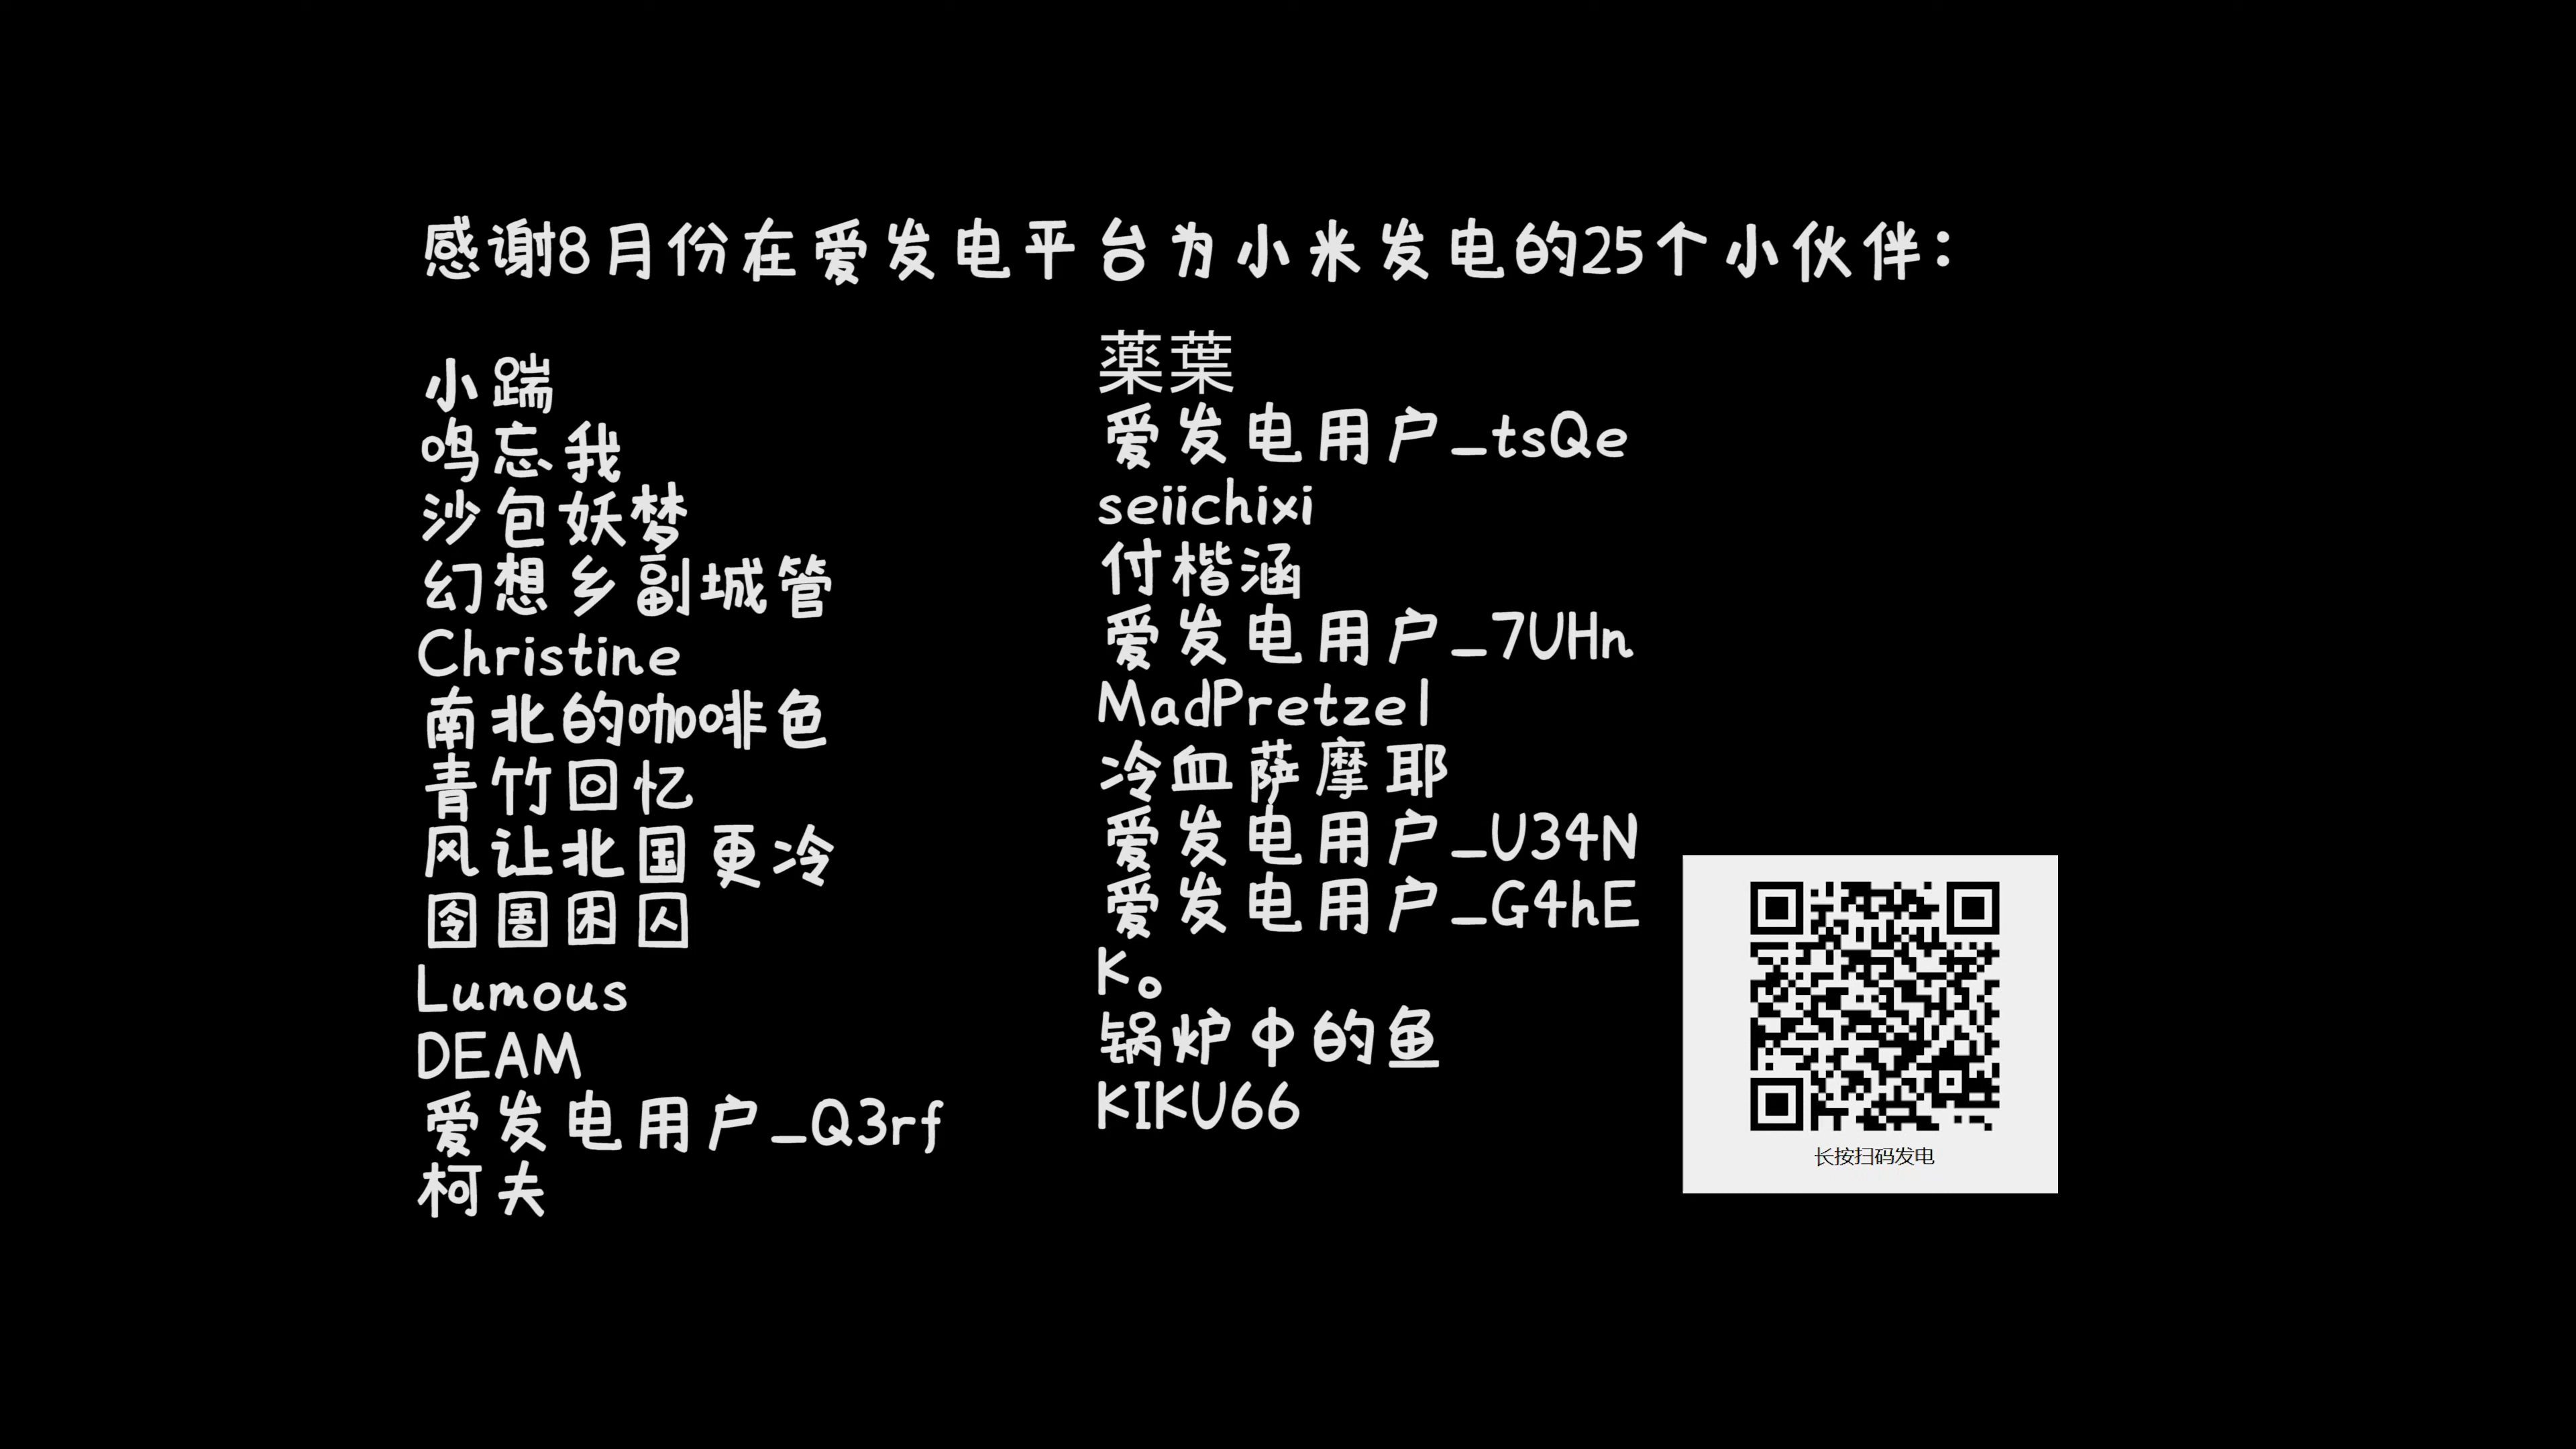 感谢8月份在爱发电平台为小米发电的25个小伙伴：
小踹
鸣忘我
沙包妖梦
幻想乡副城管
Christine
南北的咖啡色
青竹回忆
风让北国更冷
囹圄困囚
Lumous
DEAM
爱发电用户_Q3rf
柯夫
薬葉
爱发电用户_tsQe
seiichixi
付楷涵
爱发电用户_7UHn
MadPretzel
冷血萨摩耶
爱发电用户_U34N
爱发电用户_G4hE
K。
锅炉中的鱼
KIKU66
长按扫码发电